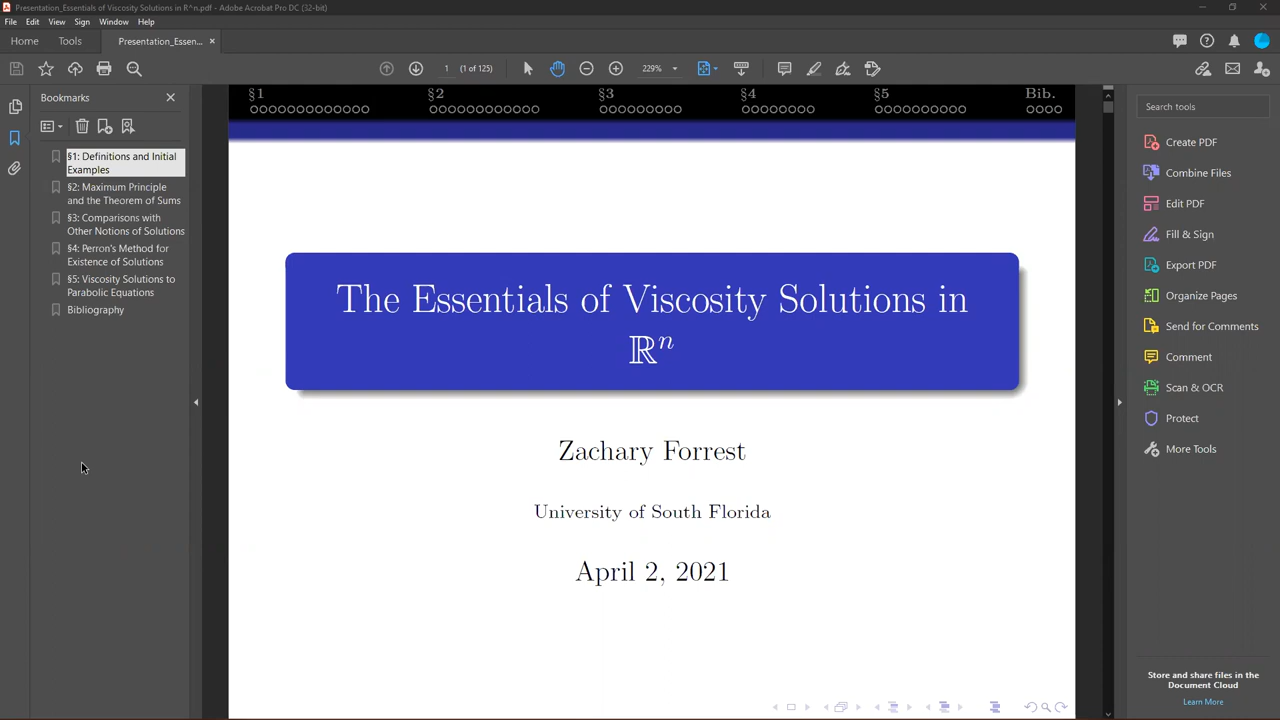 Presentation_Essentials of Viscosity Solutions in R^n.pdf - Adobe Acrobat Pro DC (32-bit)
File Edit View Sign Window Help
Home Tools Presentation_Essen... ×
1 (1 of 125) 229%
Bookmarks
§1: Definitions and Initial
Examples
§2: Maximum Principle
and the Theorem of Sums
§3: Comparisons with
Other Notions of Solutions
§4: Perron's Method for
Existence of Solutions
§5: Viscosity Solutions to
Parabolic Equations
Bibliography
§1 §2 §3 §4 §5 Bib.
The Essentials of Viscosity Solutions in
ℝⁿ
Zachary Forrest
University of South Florida
April 2, 2021
Search tools
Create PDF
Combine Files
Edit PDF
Fill & Sign
Export PDF
Organize Pages
Send for Comments
Comment
Scan & OCR
Protect
More Tools
Store and share files in the
Document Cloud
Learn More